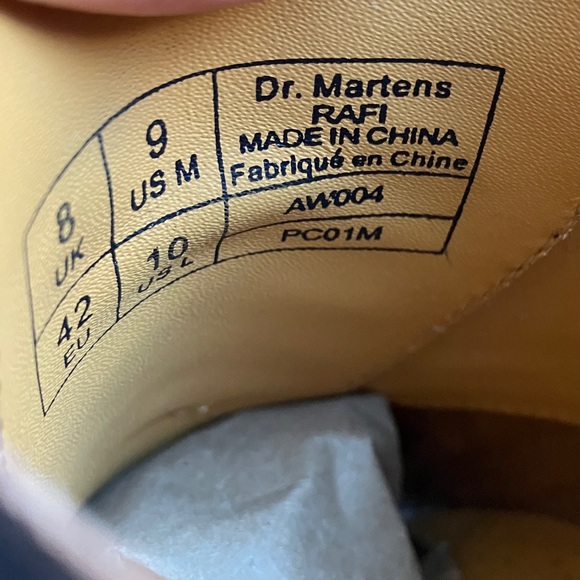 8
UK
9
US M
Dr. Martens
RAFI
MADE IN CHINA
Fabriqué en Chine
42
EU
10
US L
AW004
PC01M